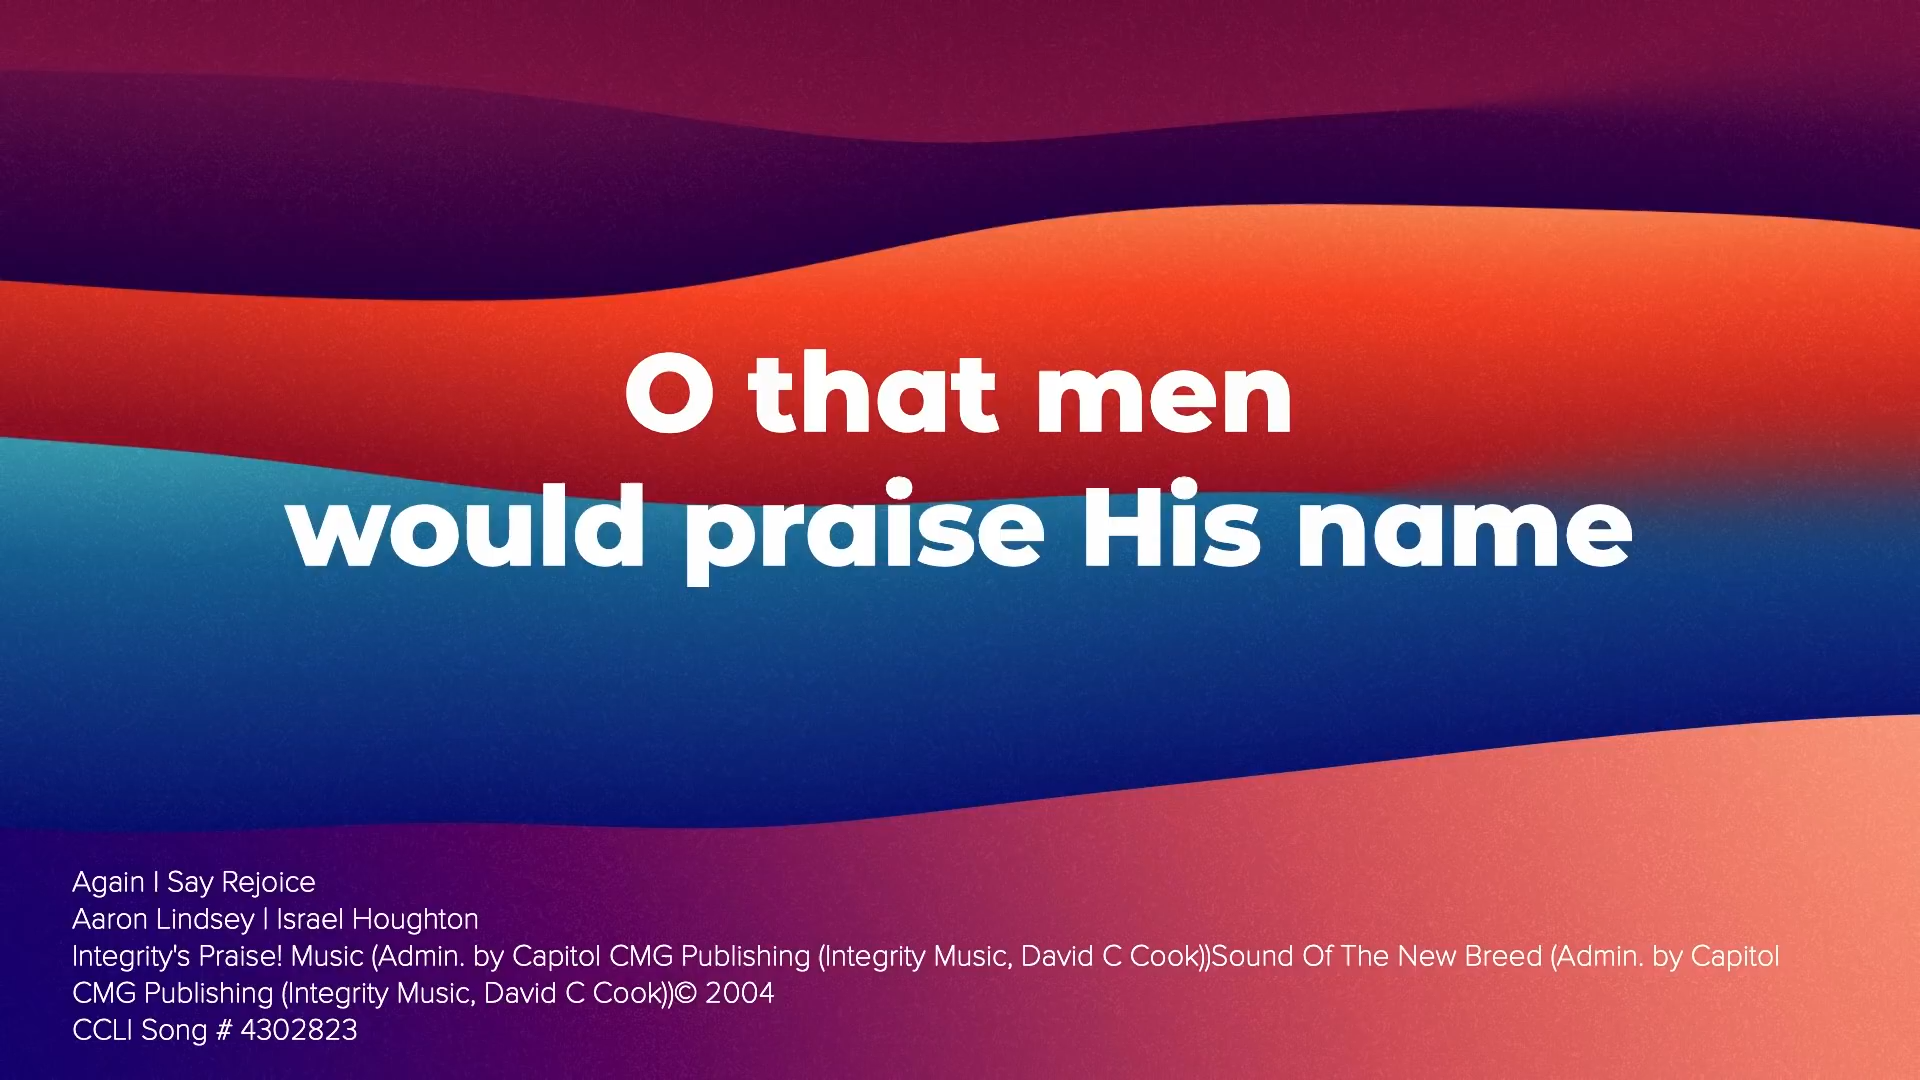 O that men
would praise His name
Again I Say Rejoice
Aaron Lindsey | Israel Houghton
Integrity's Praise! Music (Admin. by Capitol CMG Publishing (Integrity Music, David C Cook))Sound Of The New Breed (Admin. by Capitol
CMG Publishing (Integrity Music, David C Cook))© 2004
CCLI Song # 4302823